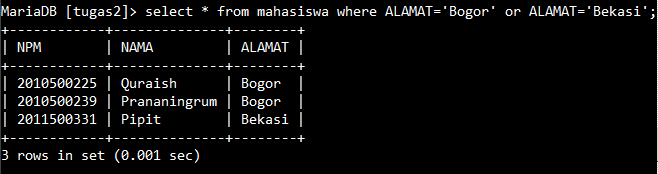 MariaDB [tugas2]> select * from mahasiswa where ALAMAT='Bogor' or ALAMAT='Bekasi';
+------------+--------------+--------+
| NPM        | NAMA         | ALAMAT |
+------------+--------------+--------+
| 2010500225 | Quraish      | Bogor  |
| 2010500239 | Prananingrum | Bogor  |
| 2011500331 | Pipit        | Bekasi |
+------------+--------------+--------+
3 rows in set (0.001 sec)